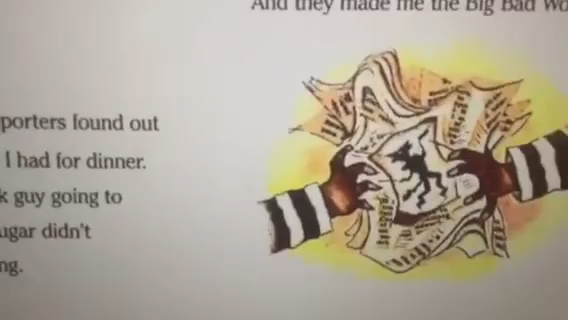 And they made me the Big Bad Wo
porters found out
I had for dinner.
k guy going to
ugar didn't
ng.